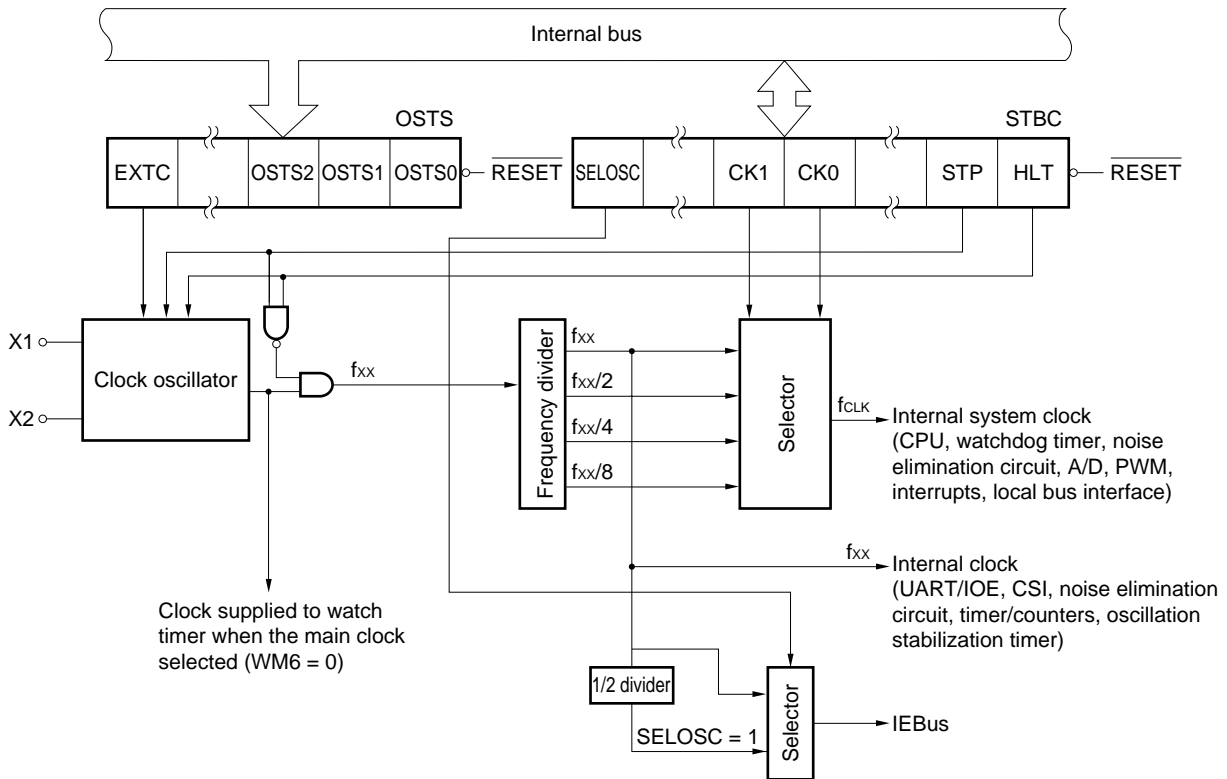 Internal bus
OSTS
STBC
EXTC
OSTS2
OSTS1
OSTS0
RESET
SELOSC
CK1
CK0
STP
HLT
RESET
X1
X2
Clock oscillator
fXX
Frequency divider
fXX
fXX/2
fXX/4
fXX/8
Selector
fCLK
Internal system clock
(CPU, watchdog timer, noise
elimination circuit, A/D, PWM,
interrupts, local bus interface)
fXX
Internal clock
(UART/IOE, CSI, noise elimination
circuit, timer/counters, oscillation
stabilization timer)
Clock supplied to watch
timer when the main clock
selected (WM6 = 0)
1/2 divider
SELOSC = 1
Selector
IEBus